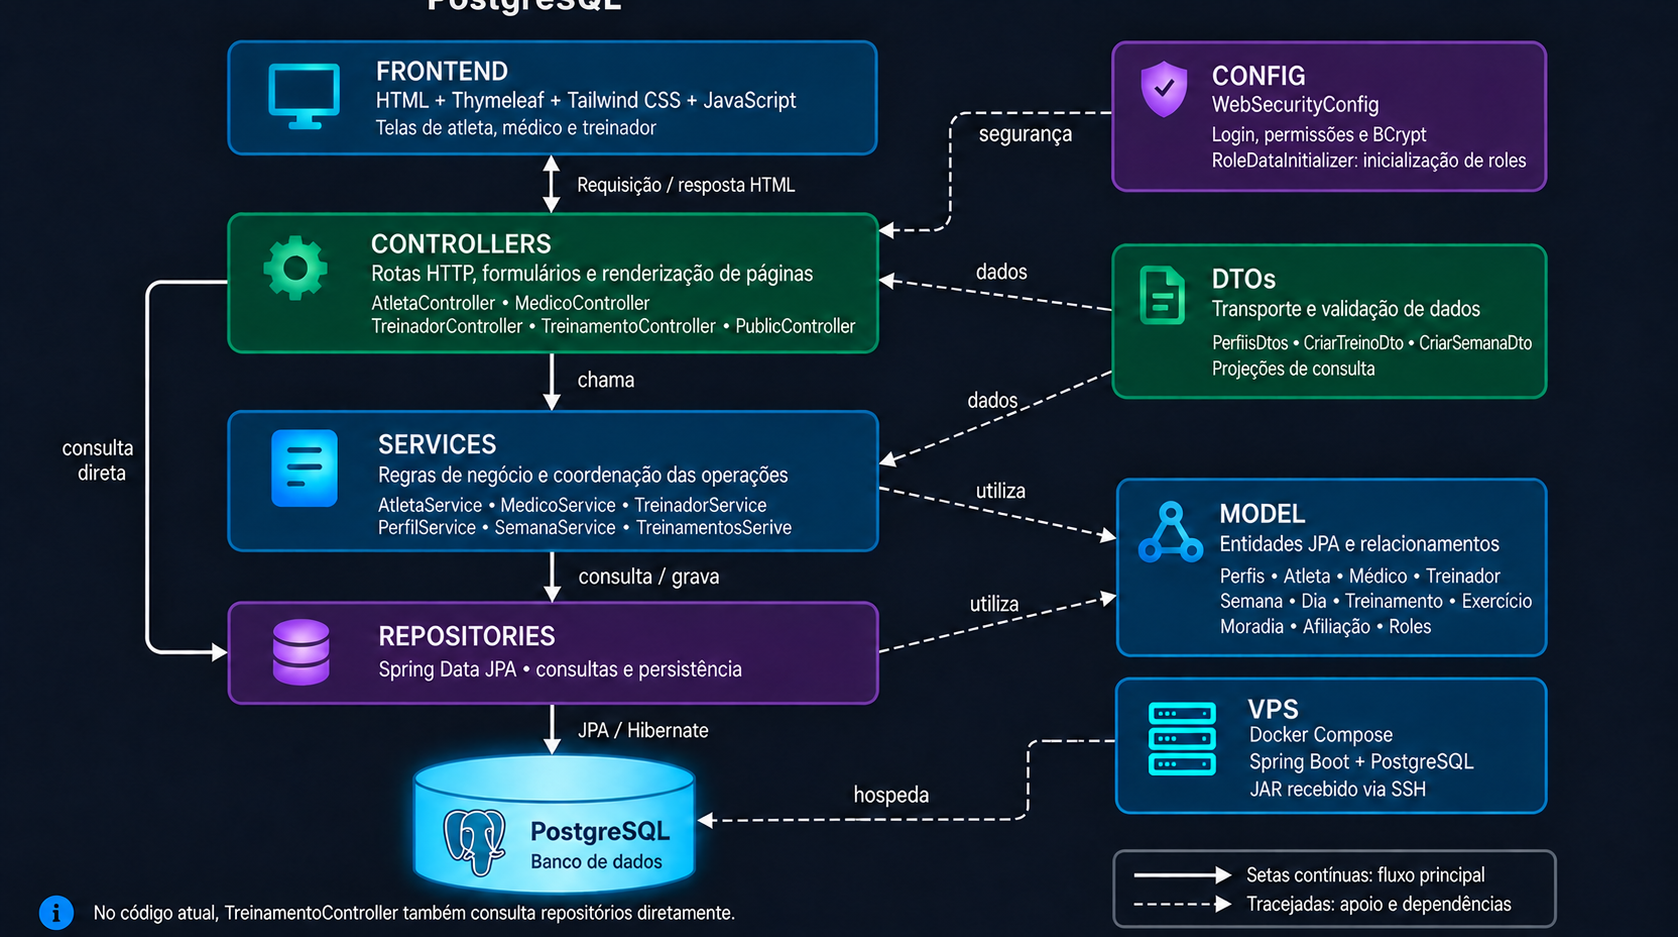 PostgreSQL
FRONTEND
HTML + Thymeleaf + Tailwind CSS + JavaScript
Telas de atleta, médico e treinador
Requisição / resposta HTML
CONTROLLERS
Rotas HTTP, formulários e renderização de páginas
AtletaController • MedicoController
TreinadorController • TreinamentoController • PublicController
chama
consulta
direta
SERVICES
Regras de negócio e coordenação das operações
AtletaService • MedicoService • TreinadorService
PerfilService • SemanaService • TreinamentosSerive
consulta / grava
REPOSITORIES
Spring Data JPA • consultas e persistência
JPA / Hibernate
PostgreSQL
Banco de dados
No código atual, TreinamentoController também consulta repositórios diretamente.
segurança
CONFIG
WebSecurityConfig
Login, permissões e BCrypt
RoleDataInitializer: inicialização de roles
dados
DTOs
Transporte e validação de dados
PerfiisDtos • CriarTreinoDto • CriarSemanaDto
Projeções de consulta
dados
utiliza
MODEL
Entidades JPA e relacionamentos
Perfis • Atleta • Médico • Treinador
Semana • Dia • Treinamento • Exercício
Moradia • Afiliação • Roles
utiliza
VPS
Docker Compose
Spring Boot + PostgreSQL
JAR recebido via SSH
hospeda
Setas contínuas: fluxo principal
Tracejadas: apoio e dependências